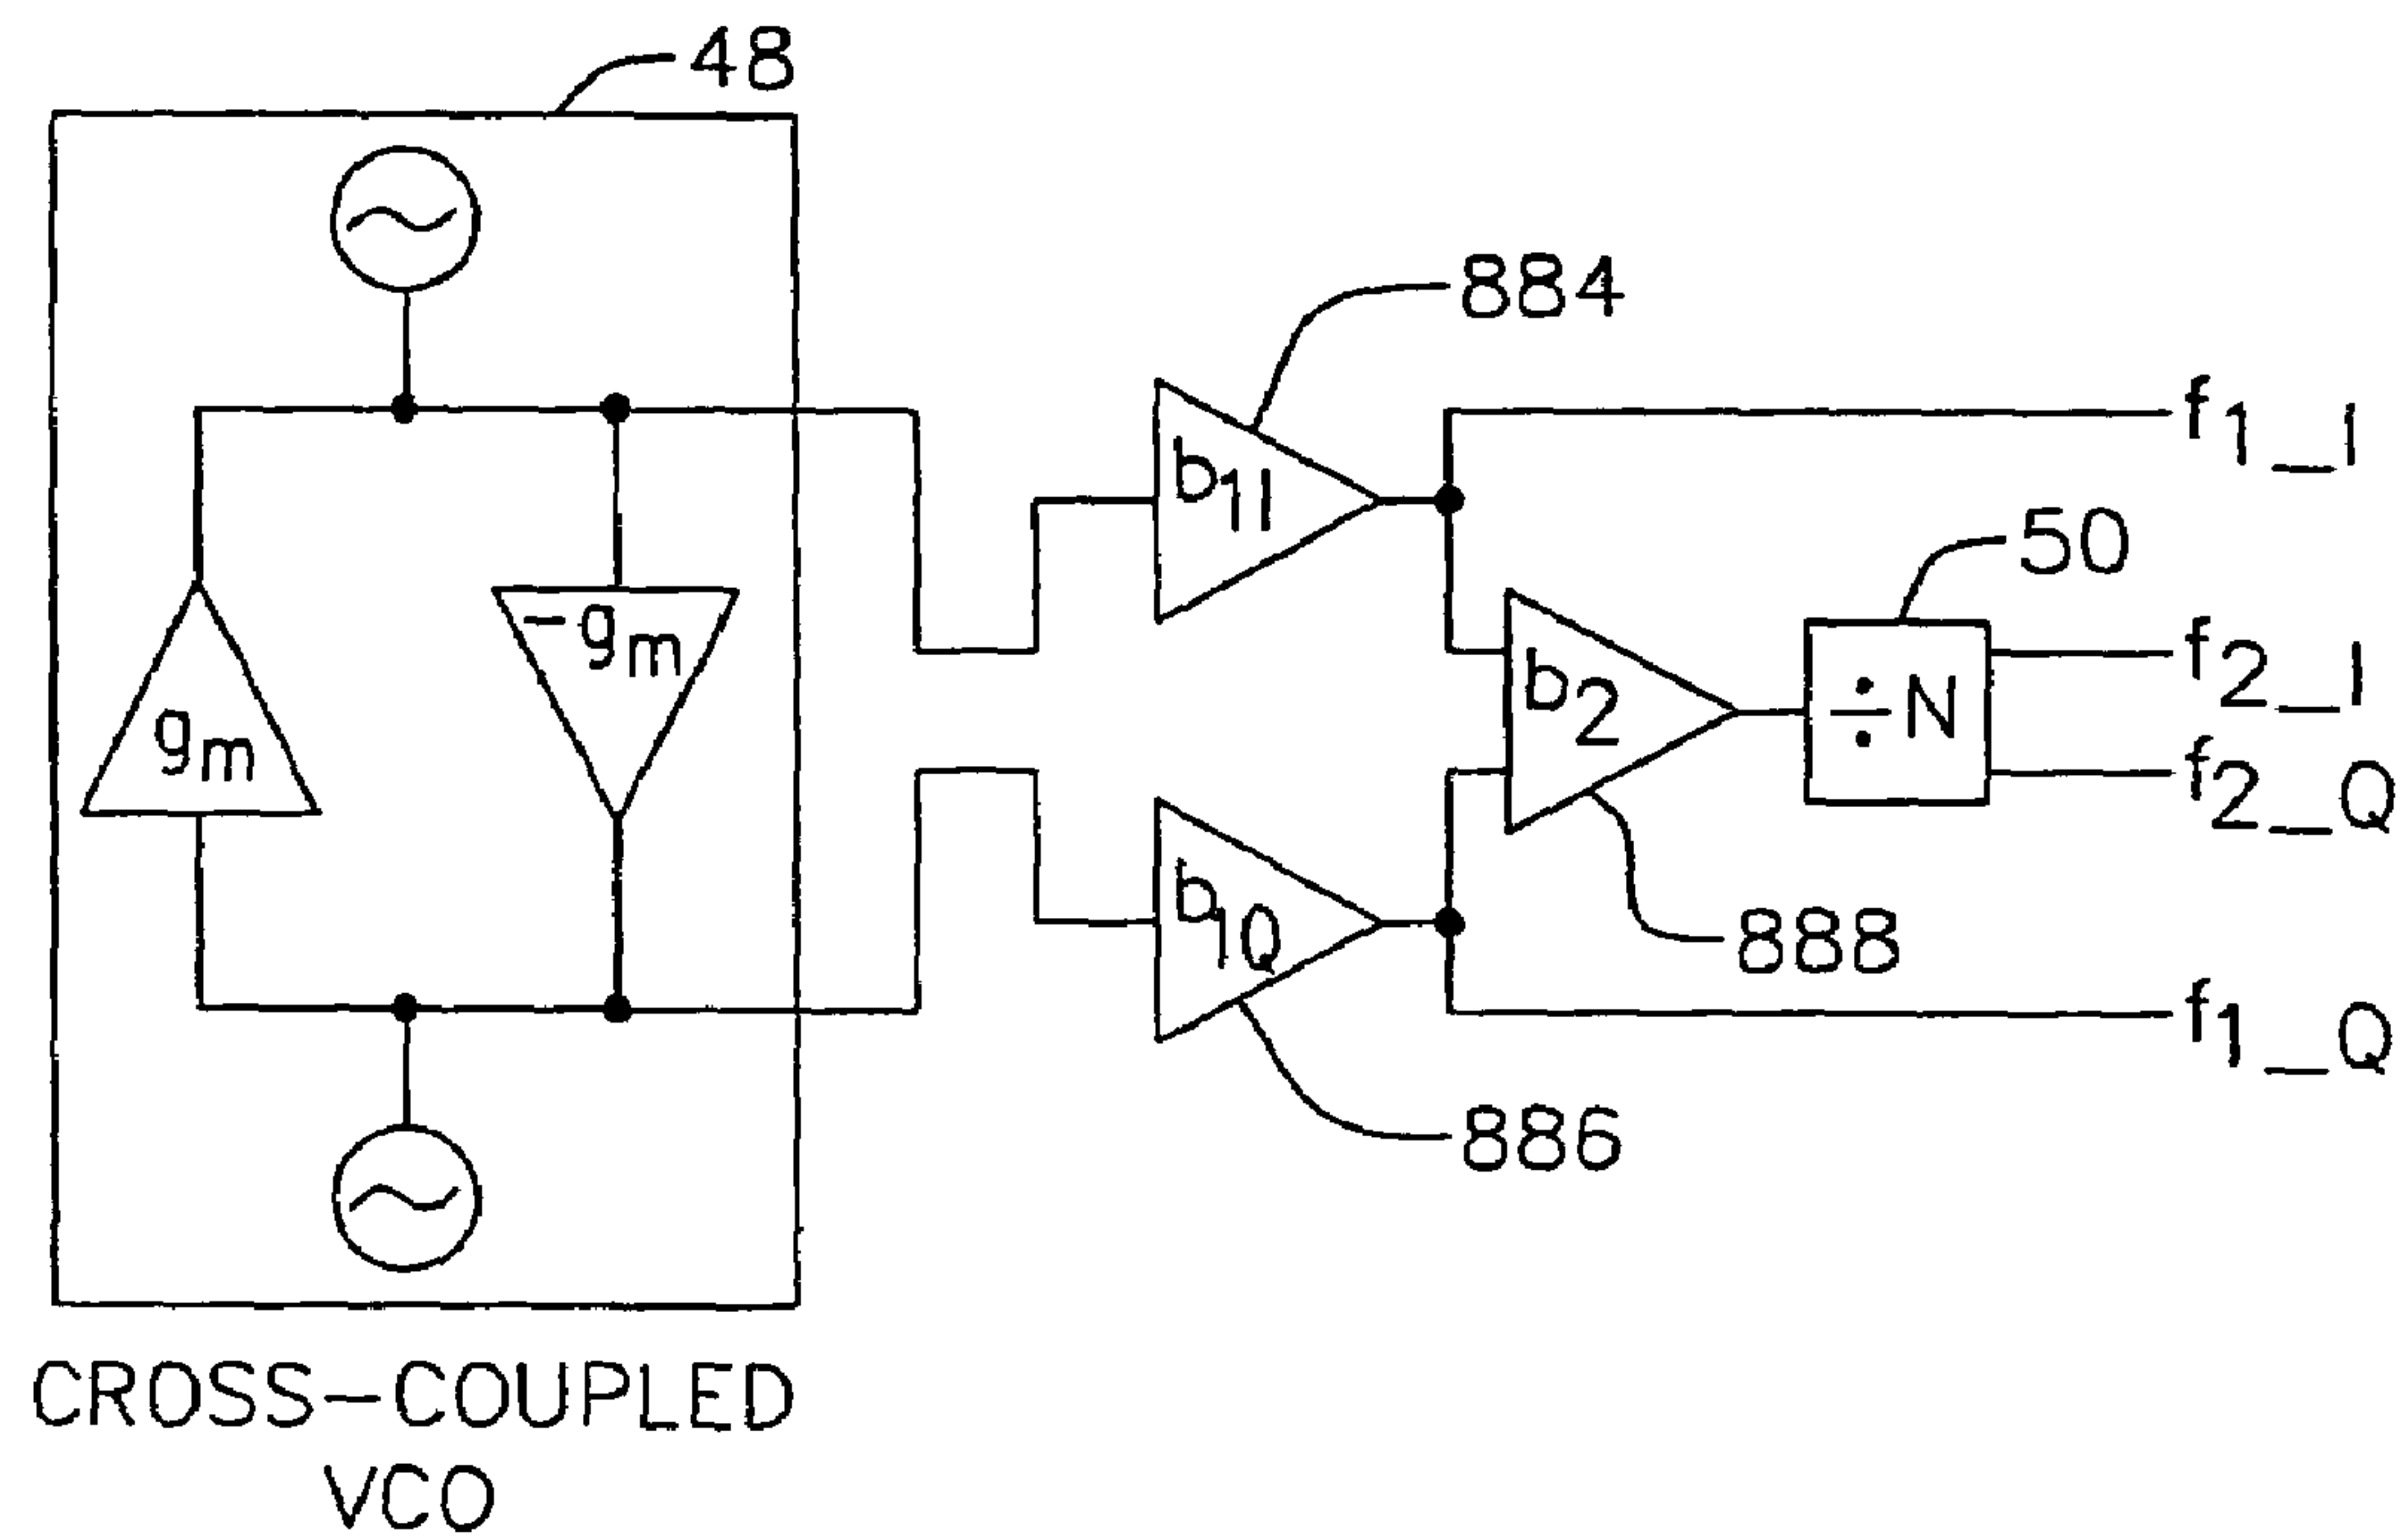 48
884
f1_I
b1I
50
-gm
f2_I
b2
÷N
gm
f2_Q
b1Q
888
f1_Q
886
CROSS-COUPLED
VCO